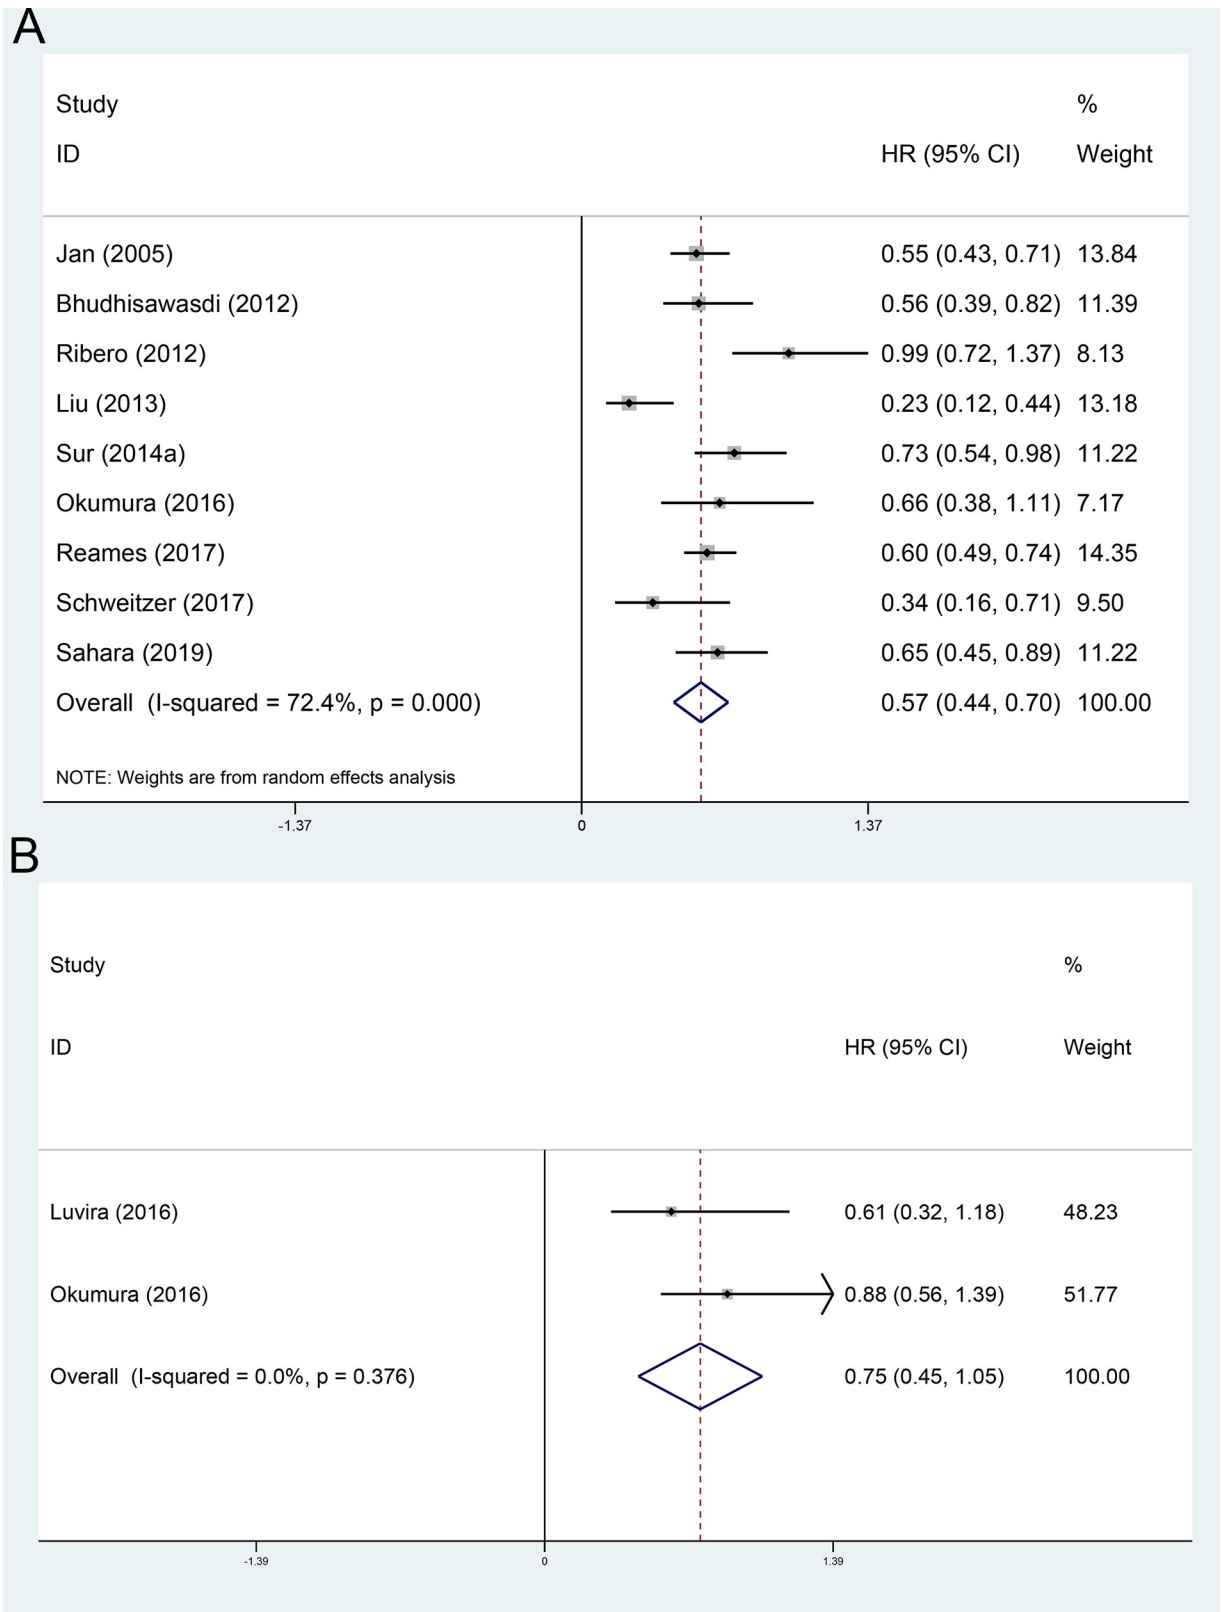 A
Study %
ID HR (95% CI) Weight
Jan (2005) 0.55 (0.43, 0.71) 13.84
Bhudhisawasdi (2012) 0.56 (0.39, 0.82) 11.39
Ribero (2012) 0.99 (0.72, 1.37) 8.13
Liu (2013) 0.23 (0.12, 0.44) 13.18
Sur (2014a) 0.73 (0.54, 0.98) 11.22
Okumura (2016) 0.66 (0.38, 1.11) 7.17
Reames (2017) 0.60 (0.49, 0.74) 14.35
Schweitzer (2017) 0.34 (0.16, 0.71) 9.50
Sahara (2019) 0.65 (0.45, 0.89) 11.22
Overall (I-squared = 72.4%, p = 0.000) 0.57 (0.44, 0.70) 100.00
NOTE: Weights are from random effects analysis
-1.37 0 1.37
B
Study %
ID HR (95% CI) Weight
Luvira (2016) 0.61 (0.32, 1.18) 48.23
Okumura (2016) 0.88 (0.56, 1.39) 51.77
Overall (I-squared = 0.0%, p = 0.376) 0.75 (0.45, 1.05) 100.00
-1.39 0 1.39